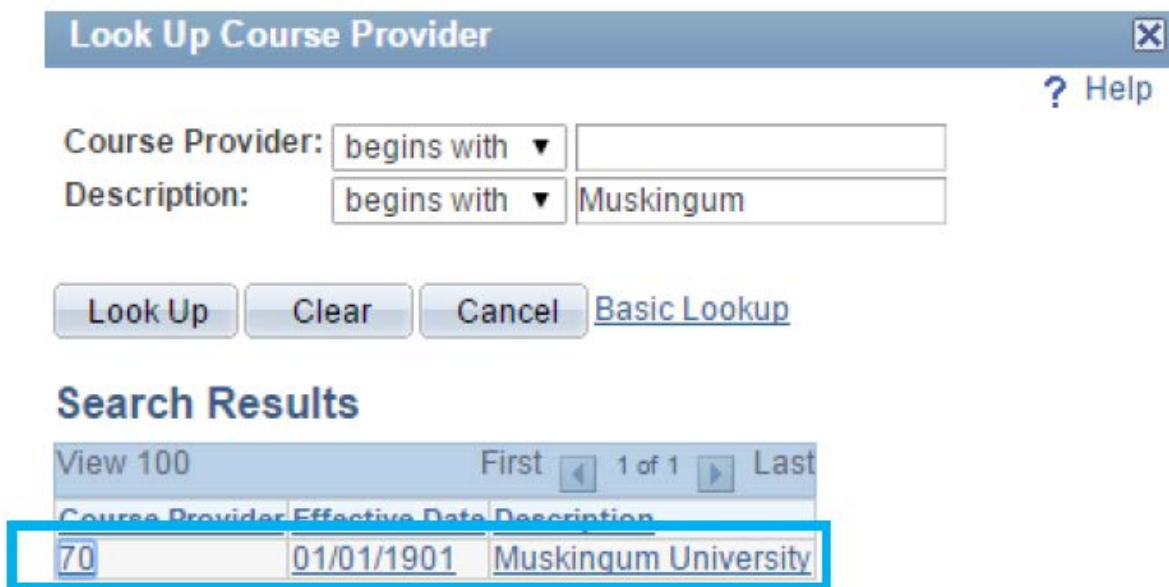 Look Up Course Provider
? Help
Course Provider: begins with
Description: begins with Muskingum
Look Up Clear Cancel Basic Lookup
Search Results
View 100 First 1 of 1 Last
Course Provider Effective Date Description
70 01/01/1901 Muskingum University